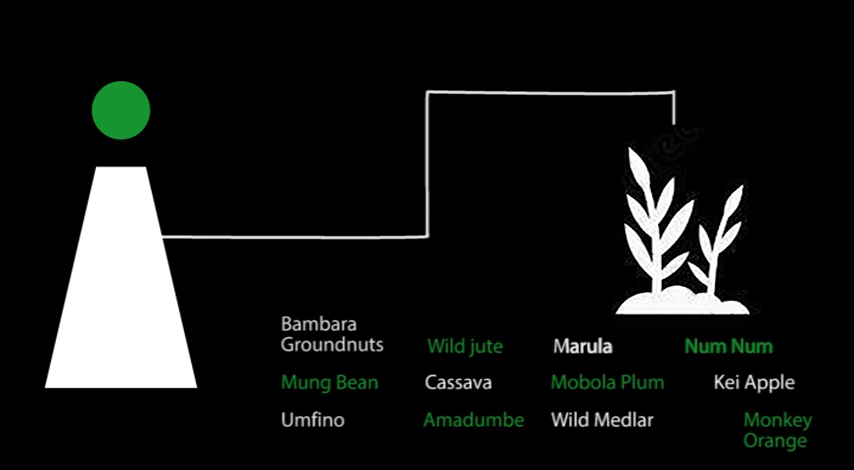 Bambara
Groundnuts
Wild jute
Marula
Num Num
Mung Bean
Cassava
Mobola Plum
Kei Apple
Umfino
Amadumbe
Wild Medlar
Monkey
Orange